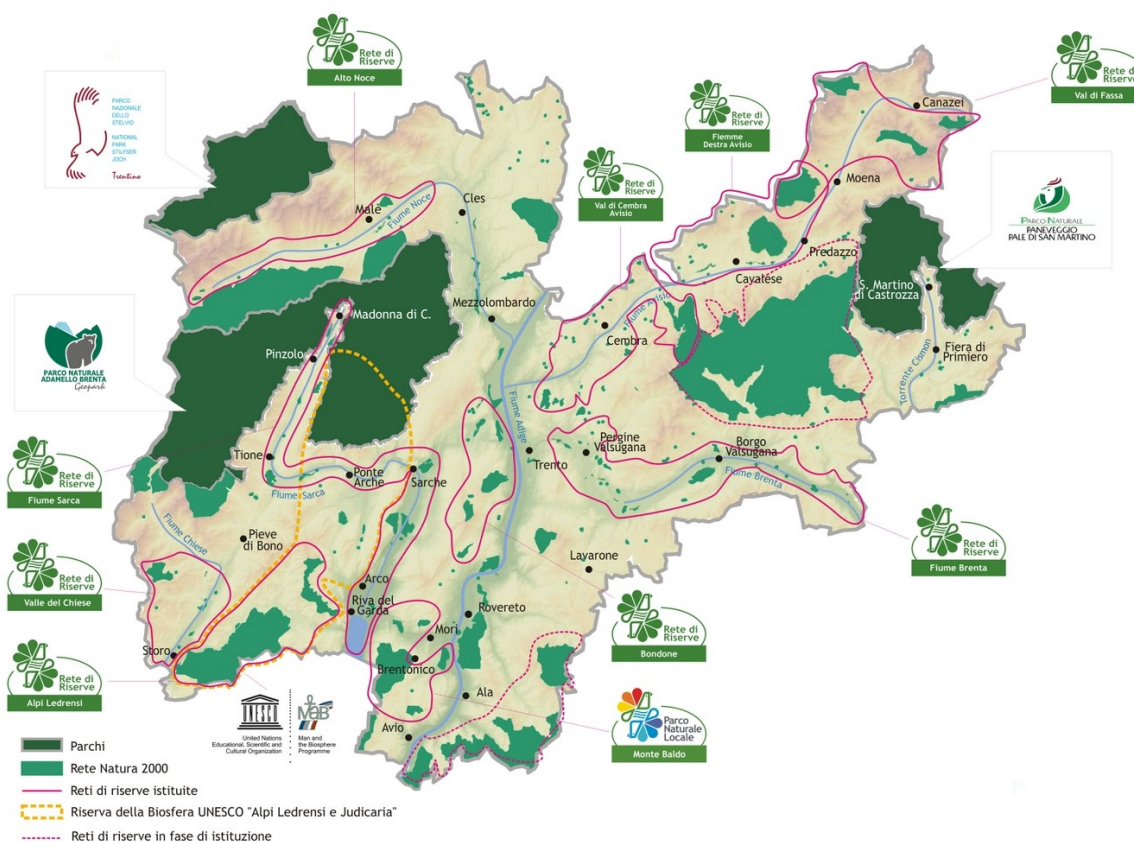 Rete di
Riserve
Alto Noce
PARCO
NAZIONALE
DELLO
STELVIO
NATIONAL
PARK
STILFSER
JOCH
Trentino
Rete di
Riserve
Fiemme
Destra Avisio
Rete di
Riserve
Val di Fassa
Rete di
Riserve
Val di Cembra
Avisio
PARCO NATURALE
PANEVEGGIO
PALE DI SAN MARTINO
Canazei
Moena
Malè
Fiume Noce
Cles
Predazzo
Cavalese
S. Martino
di Castrozza
Mezzolombardo
Fiume Avisio
Madonna di C.
Cembra
Pinzolo
Fiera di
Primiero
Torrente Cismon
PARCO NATURALE
ADAMELLO BRENTA
Geopark
Fiume Adige
Pergine
Valsugana
Borgo
Valsugana
Trento
Fiume Brenta
Tione
Ponte
Arche
Sarche
Fiume Sarca
Rete di
Riserve
Fiume Sarca
Fiume Chiese
Pieve
di Bono
Lavarone
Rete di
Riserve
Fiume Brenta
Rete di
Riserve
Valle del Chiese
Arco
Riva del
Garda
Rovereto
Mori
Storo
Brentonico
Rete di
Riserve
Bondone
Rete di
Riserve
Alpi Ledrensi
Ala
Avio
Parco
Naturale
Locale
Monte Baldo
UNESCO
United Nations
Educational, Scientific and
Cultural Organization
MaB
Man and
the Biosphere
Programme
Parchi
Rete Natura 2000
Reti di riserve istituite
Riserva della Biosfera UNESCO "Alpi Ledrensi e Judicaria"
Reti di riserve in fase di istituzione